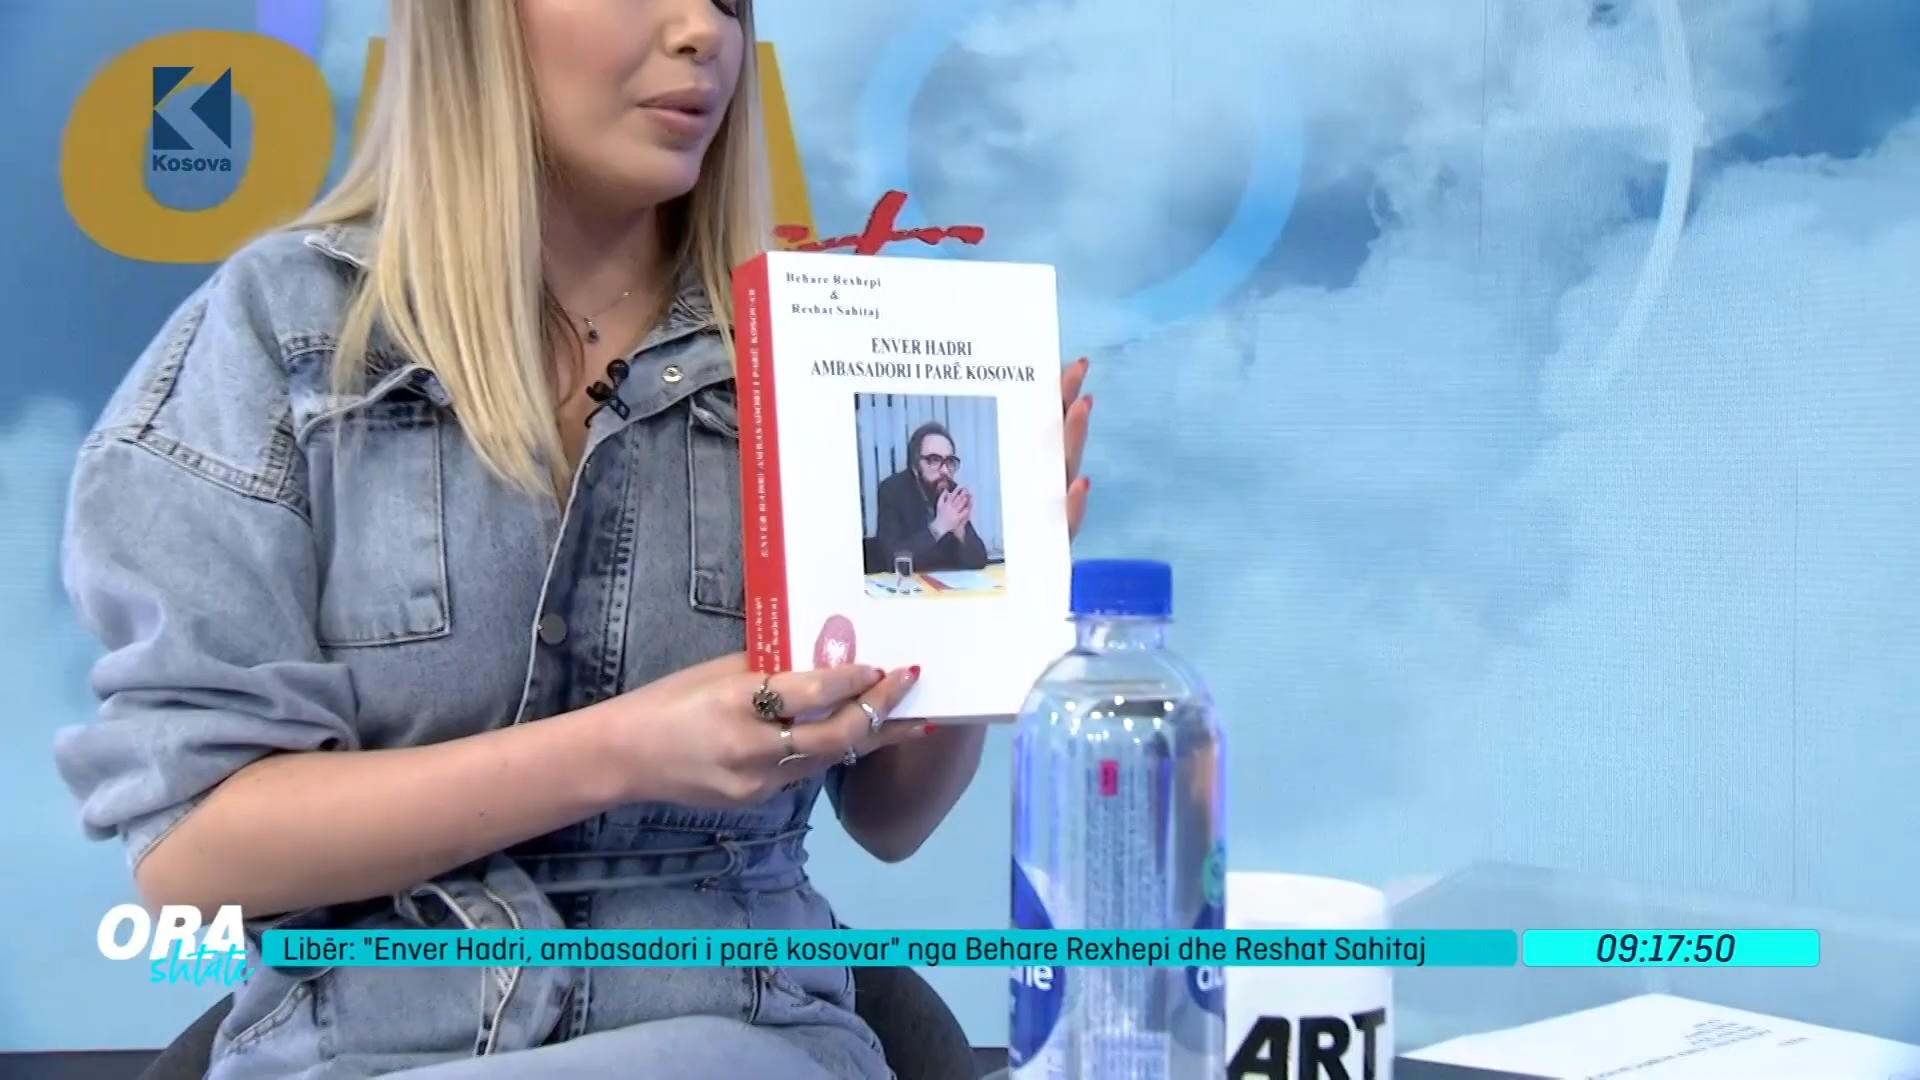 Kosova
ORA
Behare Rexhepi
&
Reshat Sahitaj
ENVER HADRI
AMBASADORI I PARË KOSOVAR
ENVER HADRI AMBASADORI I PARË KOSOVAR
ORA
shtatë
Libër: "Enver Hadri, ambasadori i parë kosovar" nga Behare Rexhepi dhe Reshat Sahitaj
09:17:50
ART